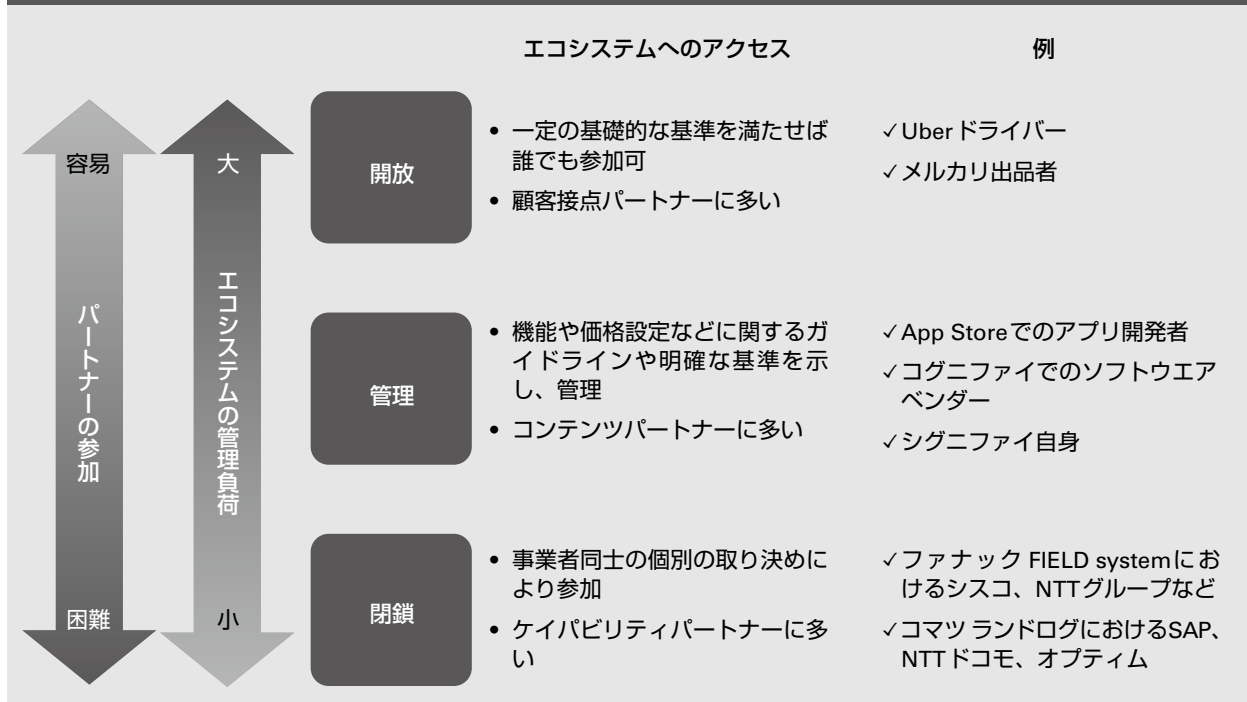 エコシステムへのアクセス
例
容易
パートナーの参加
困難
大
エコシステムの管理負荷
小
開放
• 一定の基礎的な基準を満たせば
誰でも参加可
• 顧客接点パートナーに多い
✓Uberドライバー
✓メルカリ出品者
管理
• 機能や価格設定などに関するガ
イドラインや明確な基準を示
し、管理
• コンテンツパートナーに多い
✓App Storeでのアプリ開発者
✓コグニファイでのソフトウエア
ベンダー
✓シグニファイ自身
閉鎖
• 事業者同士の個別の取り決めに
より参加
• ケイパビリティパートナーに多
い
✓ファナック FIELD systemにお
けるシスコ、NTTグループなど
✓コマツ ランドログにおけるSAP、
NTTドコモ、オプティム